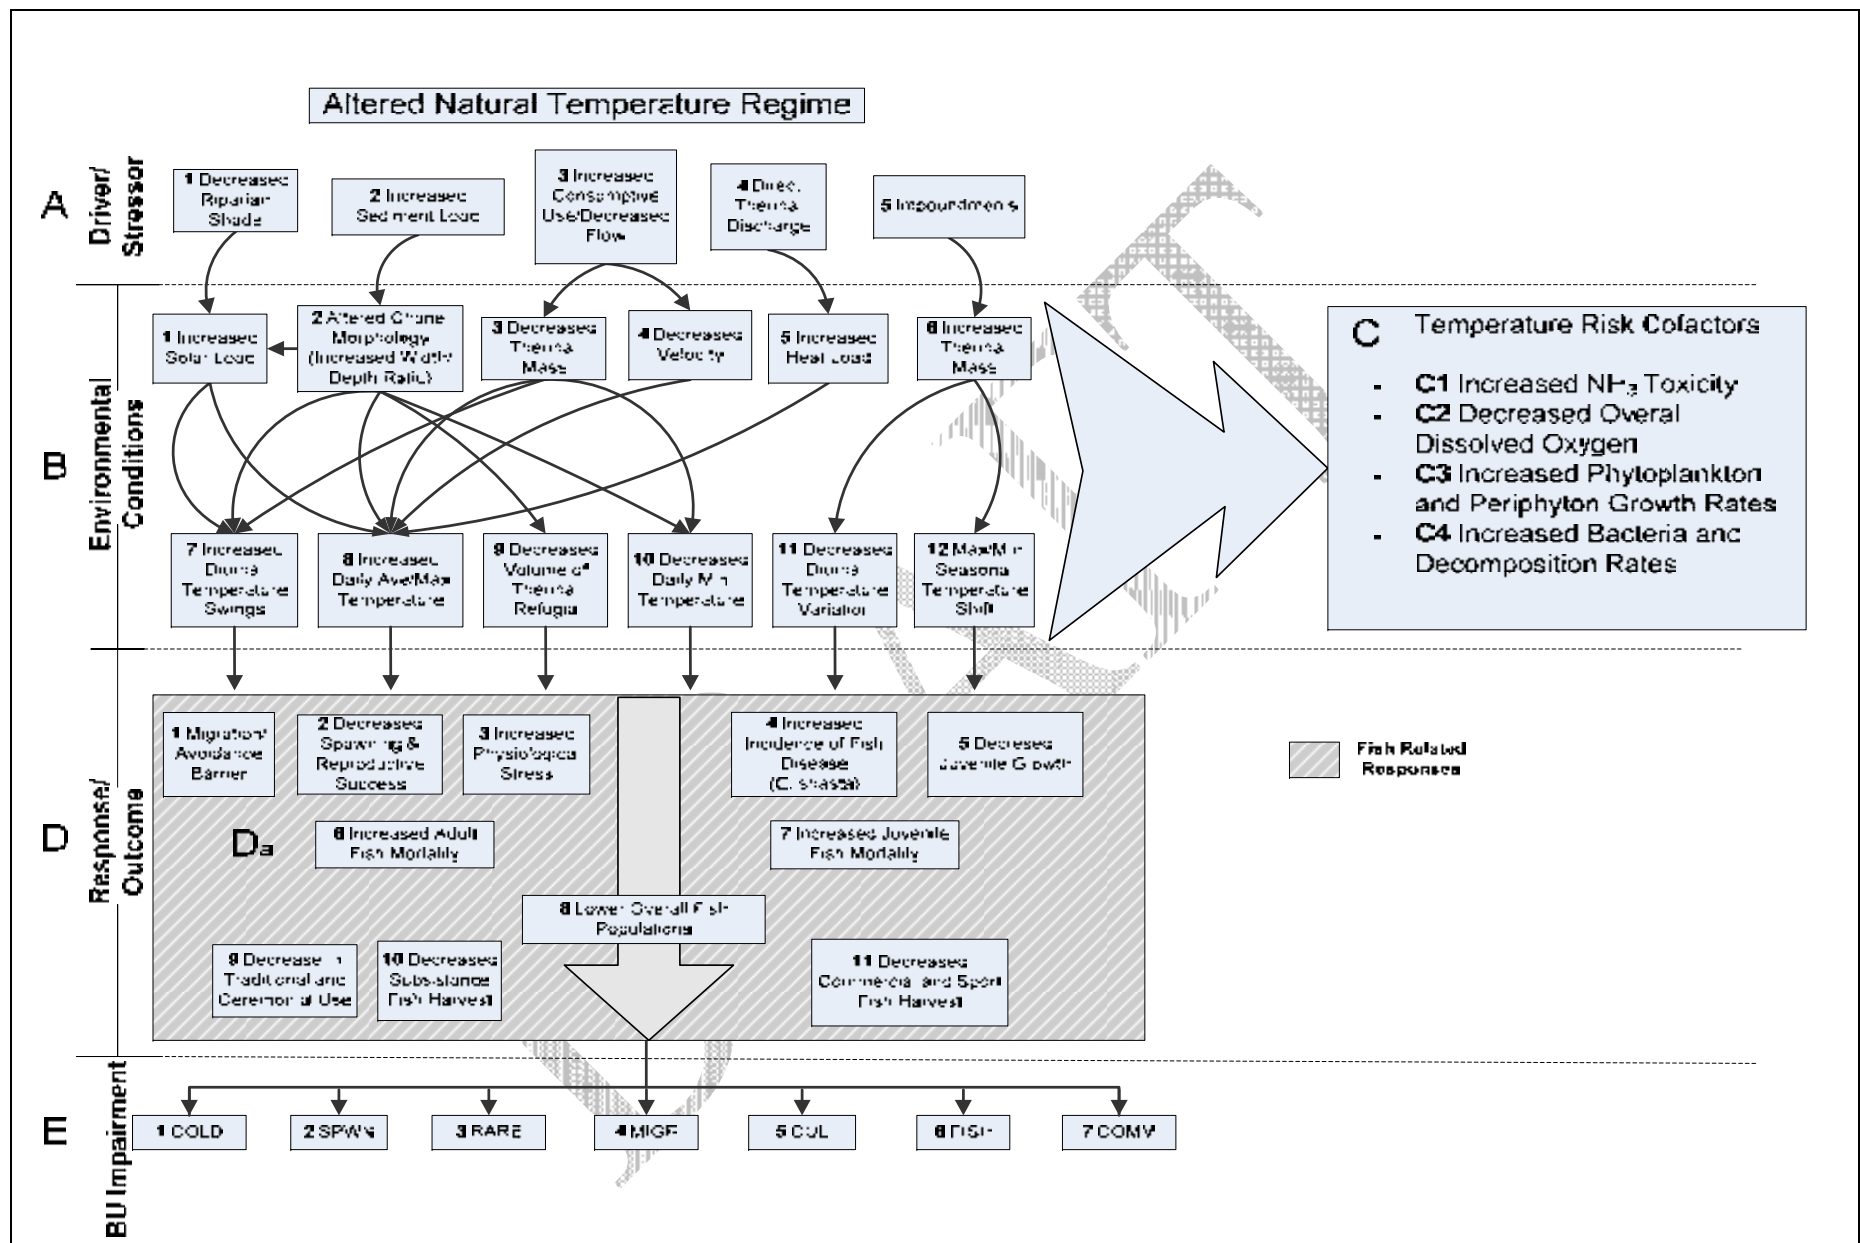 Altered Natural Temperature Regime
A
Driver/
Stressor
1 Decreased
Riparian
Shade
2 Increased
Sediment Load
3 Increased
Consumptive
Use/Decreased
Flow
4 Direct
Thermal
Discharge
5 Impoundments
B
Environmental
Conditions
1 Increased
Solar Load
2 Altered Channel
Morphology
(Increased Width/
Depth Ratio)
3 Decreased
Thermal
Mass
4 Decreased
Velocity
5 Increased
Heat Load
6 Increased
Thermal
Mass
7 Increased
Diurnal
Temperature
Swings
8 Increased
Daily Ave/Max
Temperature
9 Decreased
Volume of
Thermal
Refugia
10 Decreased
Daily Min
Temperature
11 Decreased
Diurnal
Temperature
Variation
12 Max/Min
Seasonal
Temperature
Shift
C Temperature Risk Cofactors
- C1 Increased NH3 Toxicity
- C2 Decreased Overall
Dissolved Oxygen
- C3 Increased Phytoplankton
and Periphyton Growth Rates
- C4 Increased Bacteria and
Decomposition Rates
D
Response/
Outcome
1 Migration/
Avoidance
Barrier
2 Decreased
Spawning &
Reproductive
Success
3 Increased
Physiological
Stress
4 Increased
Incidence of Fish
Disease
(C. shasta)
5 Decresed
Juvenile Growth
Fish Related
Responses
Da
6 Increased Adult
Fish Mortality
7 Increased Juvenile
Fish Mortality
8 Lower Overall Fish
Populations
9 Decrease in
Traditional and
Ceremonial Use
10 Decreased
Subsistance
Fish Harvest
11 Decreased
Commercial and Sport
Fish Harvest
E
BU Impairment
1 COLD
2 SPWN
3 RARE
4 MIGR
5 CUL
6 FISH
7 COMM
DRAFT